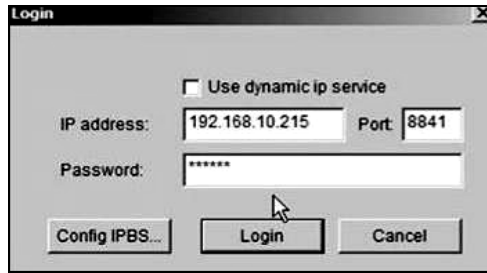 Login
Use dynamic ip service
IP address: 192.168.10.215 Port: 8841
Password: ******
Config IPBS... Login Cancel